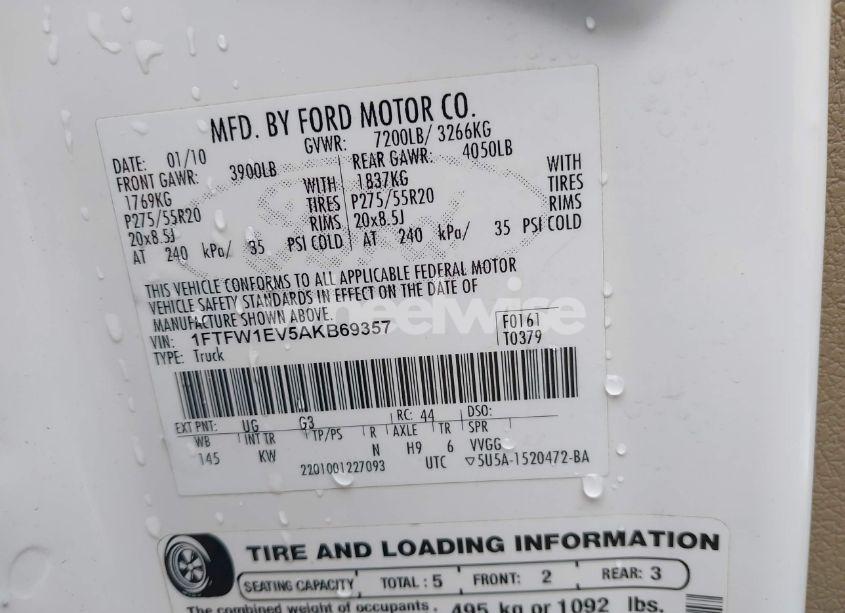 MFD. BY FORD MOTOR CO.
DATE: 01/10 GVWR: 7200LB/ 3266KG
FRONT GAWR: 3900LB REAR GAWR: 4050LB
1769KG WITH 1837KG WITH
P275/55R20 TIRES P275/55R20 TIRES
20x8.5J RIMS 20x8.5J RIMS
AT 240 kPa/ 35 PSI COLD AT 240 kPa/ 35 PSI COLD
THIS VEHICLE CONFORMS TO ALL APPLICABLE FEDERAL MOTOR
VEHICLE SAFETY STANDARDS IN EFFECT ON THE DATE OF
MANUFACTURE SHOWN ABOVE.
VIN: 1FTFW1EV5AKB69357 F0161
TYPE: Truck T0379
EXT PNT: UG G3 RC: 44 DSO:
WB INT TR TP/PS R AXLE TR SPR
145 KW N H9 6 VVGG
2201001227093 UTC ▽5U5A-1520472-BA
TIRE AND LOADING INFORMATION
SEATING CAPACITY TOTAL : 5 FRONT: 2 REAR: 3
The combined weight of occupants 495 kg or 1092 lbs.